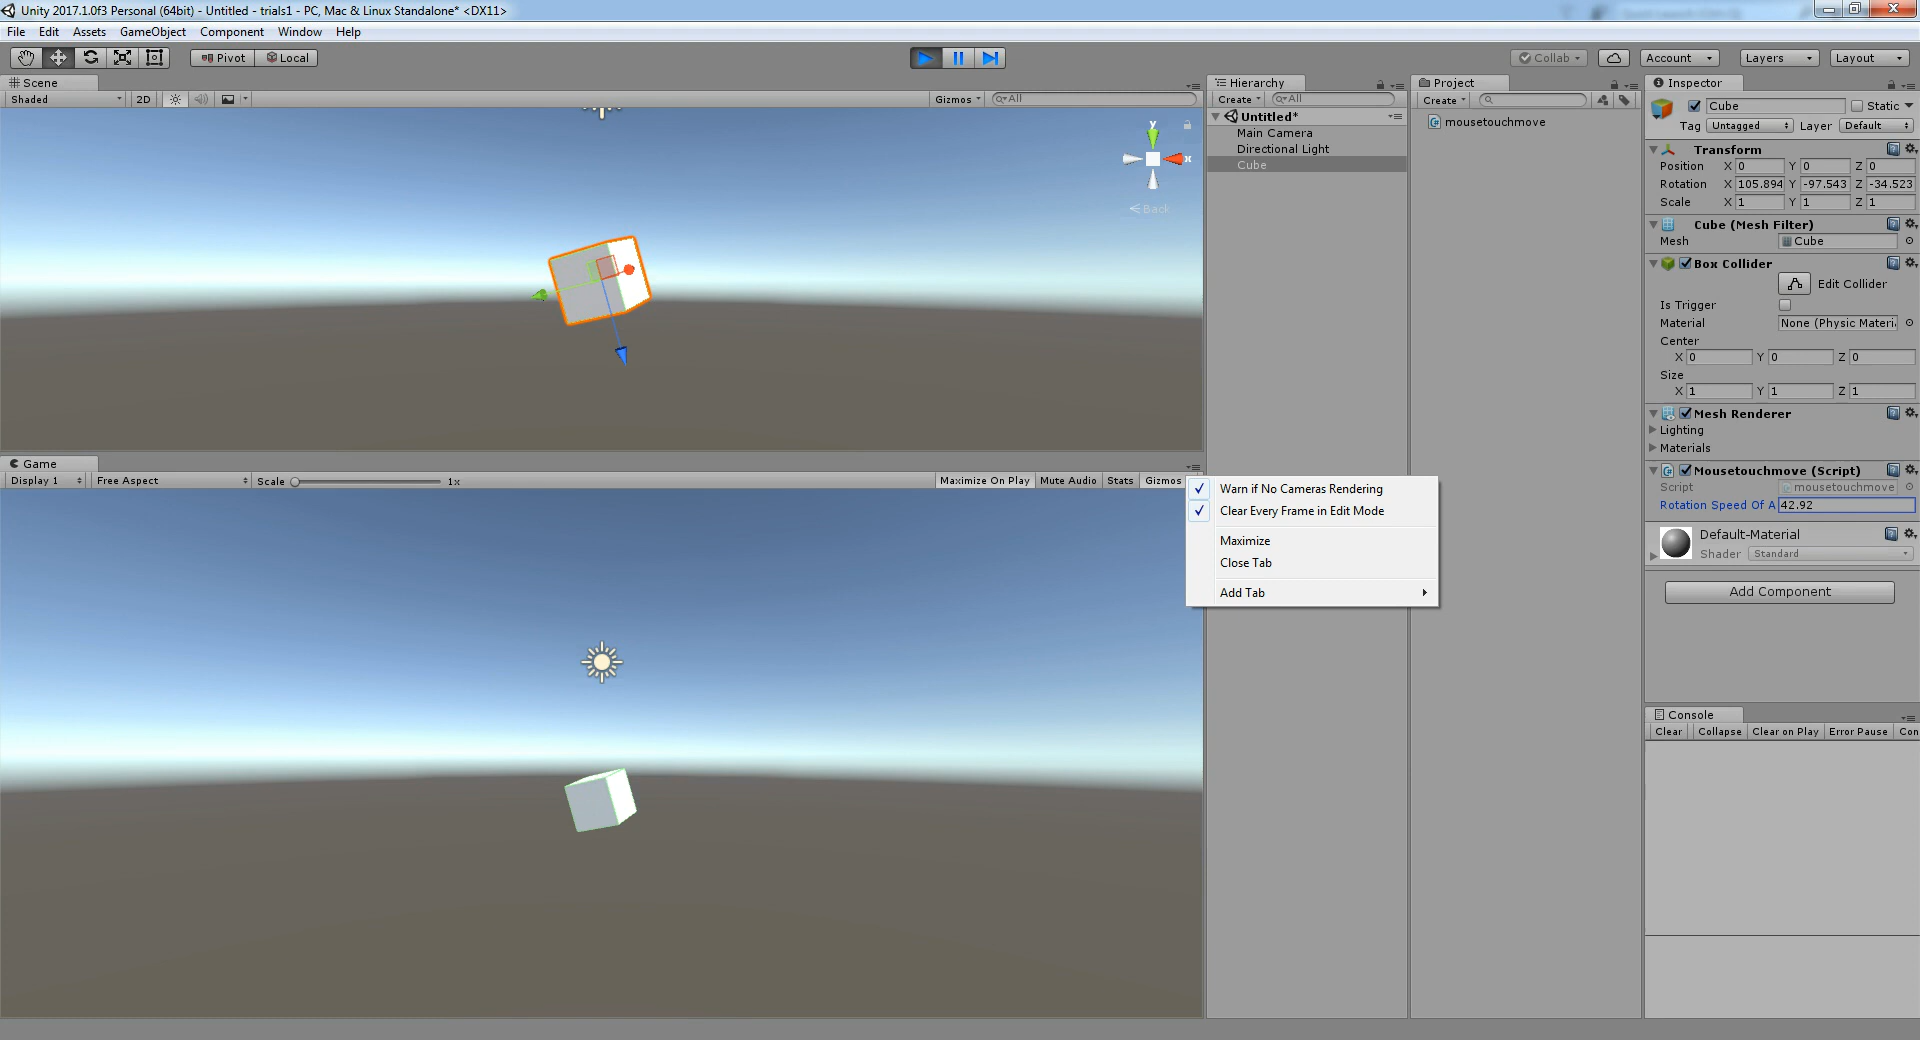 Unity 2017.1.0f3 Personal (64bit) - Untitled - trials1 - PC, Mac & Linux Standalone* <DX11>
File Edit Assets GameObject Component Window Help
Pivot Local Collab Account Layers Layout
Scene
Shaded 2D Gizmos All
y
x
Back
Game
Display 1 Free Aspect Scale 1x Maximize On Play Mute Audio Stats Gizmos
Warn if No Cameras Rendering
Clear Every Frame in Edit Mode
Maximize
Close Tab
Add Tab
Hierarchy
Create All
Untitled*
Main Camera
Directional Light
Cube
Project
Create
mousetouchmove
Inspector
Cube Static
Tag Untagged Layer Default
Transform
Position X 0 Y 0 Z 0
Rotation X 105.894 Y -97.543 Z -34.523
Scale X 1 Y 1 Z 1
Cube (Mesh Filter)
Mesh Cube
Box Collider
Edit Collider
Is Trigger
Material None (Physic Materi
Center
X 0 Y 0 Z 0
Size
X 1 Y 1 Z 1
Mesh Renderer
Lighting
Materials
Mousetouchmove (Script)
Script mousetouchmove
Rotation Speed Of A 42.92
Default-Material
Shader Standard
Add Component
Console
Clear Collapse Clear on Play Error Pause Con